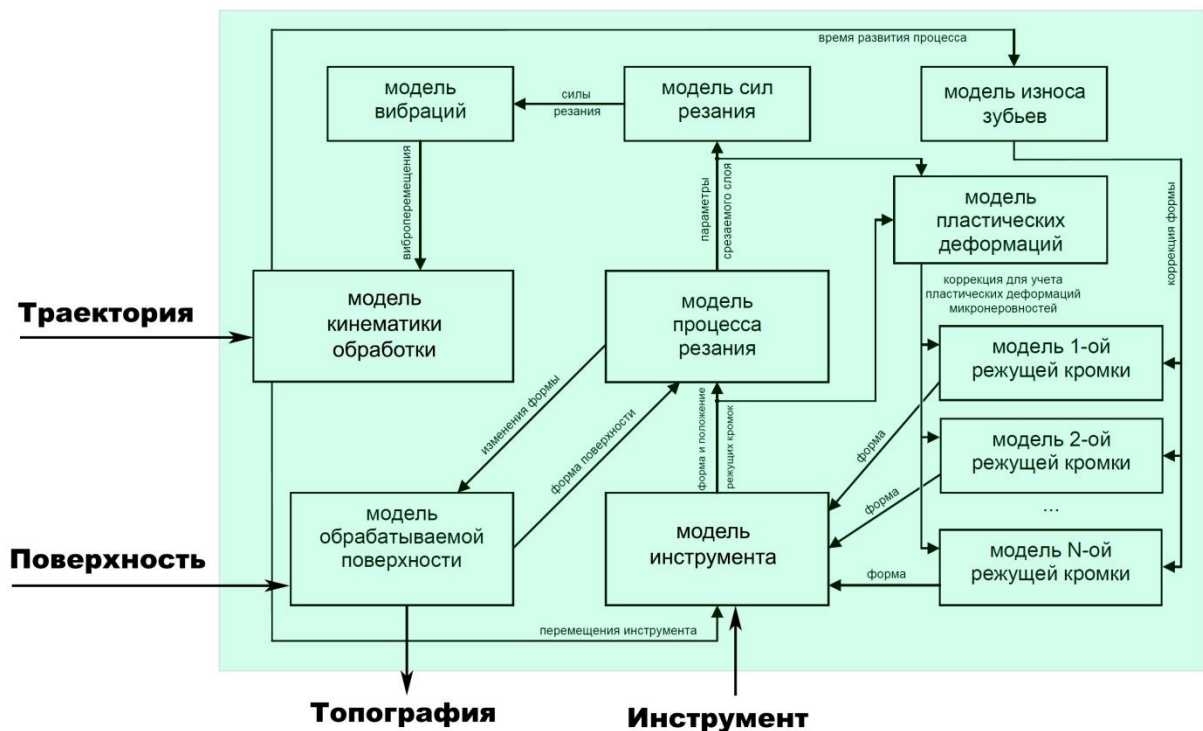 время развития процесса
модель
вибраций
силы
резания
модель сил
резания
модель износа
зубьев
виброперемещения
параметры
срезаемого слоя
модель
пластических
деформаций
коррекция формы
Траектория
модель
кинематики
обработки
модель
процесса
резания
коррекция для учета
пластических деформаций
микронеровностей
модель 1-ой
режущей кромки
изменения формы
форма поверхности
форма и положение
режущих кромок
форма
модель 2-ой
режущей кромки
форма
...
Поверхность
модель
обрабатываемой
поверхности
модель
инструмента
форма
модель N-ой
режущей кромки
перемещения инструмента
Топография
Инструмент